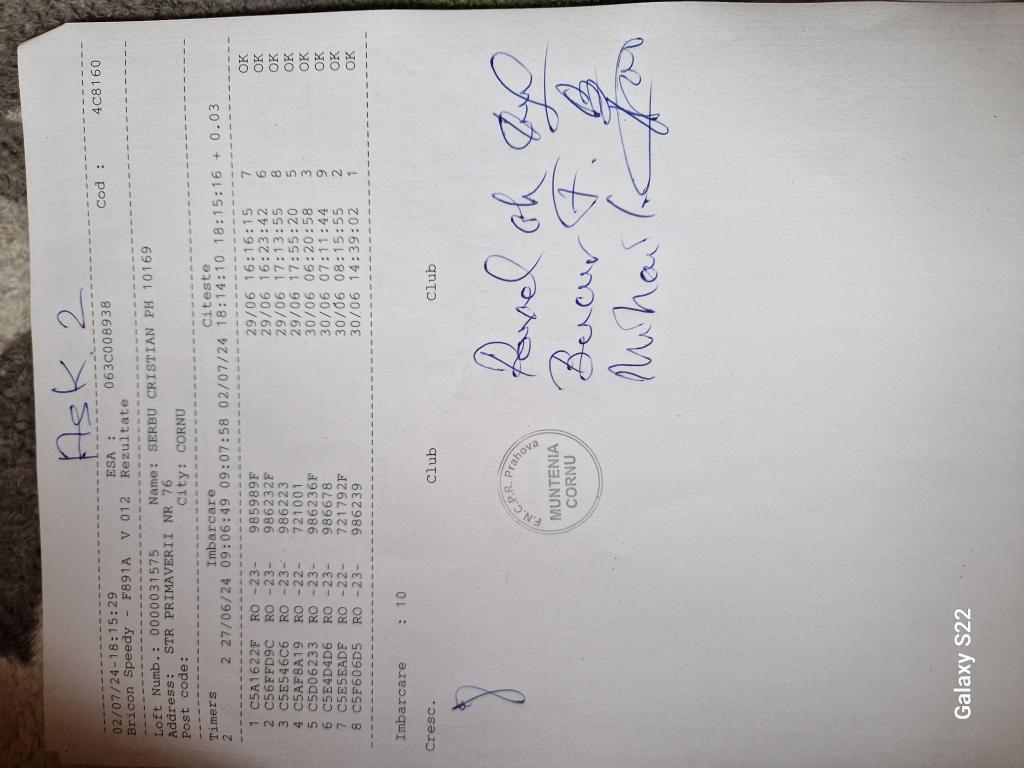 ASK 2
02/07/24-18:15:29 ESA : 063C008938 Cod : 4C8160
Bricon Speedy - F891A V 012 Rezultate
Loft Numb.: 0000031575 Name: SERBU CRISTIAN PH 10169
Address: STR PRIMAVERII NR 76
Post code: City: CORNU
Timers Imbarcare Citeste
2 2 27/06/24 09:06:49 09:07:58 02/07/24 18:14:10 18:15:16 + 0.03
1 C5A1622F RO -23- 985989F 29/06 16:16:15 7 OK
2 C56FFD9C RO -23- 986232F 29/06 16:23:42 6 OK
3 C5E546C6 RO -23- 986223 29/06 17:13:55 8 OK
4 C5AF8A19 RO -22- 721001 29/06 17:55:20 5 OK
5 C5D06233 RO -23- 986236F 30/06 06:20:58 3 OK
6 C5E4D4D6 RO -23- 986678 30/06 07:11:44 9 OK
7 C5E5EADF RO -22- 721792F 30/06 08:15:55 2 OK
8 C5F606D5 RO -23- 986239 30/06 14:39:02 1 OK
Imbarcare : 10
Cresc. Club Club
F.N.C.P.R. Prahova
MUNTENIA
CORNU
Bucur F.
Mihai